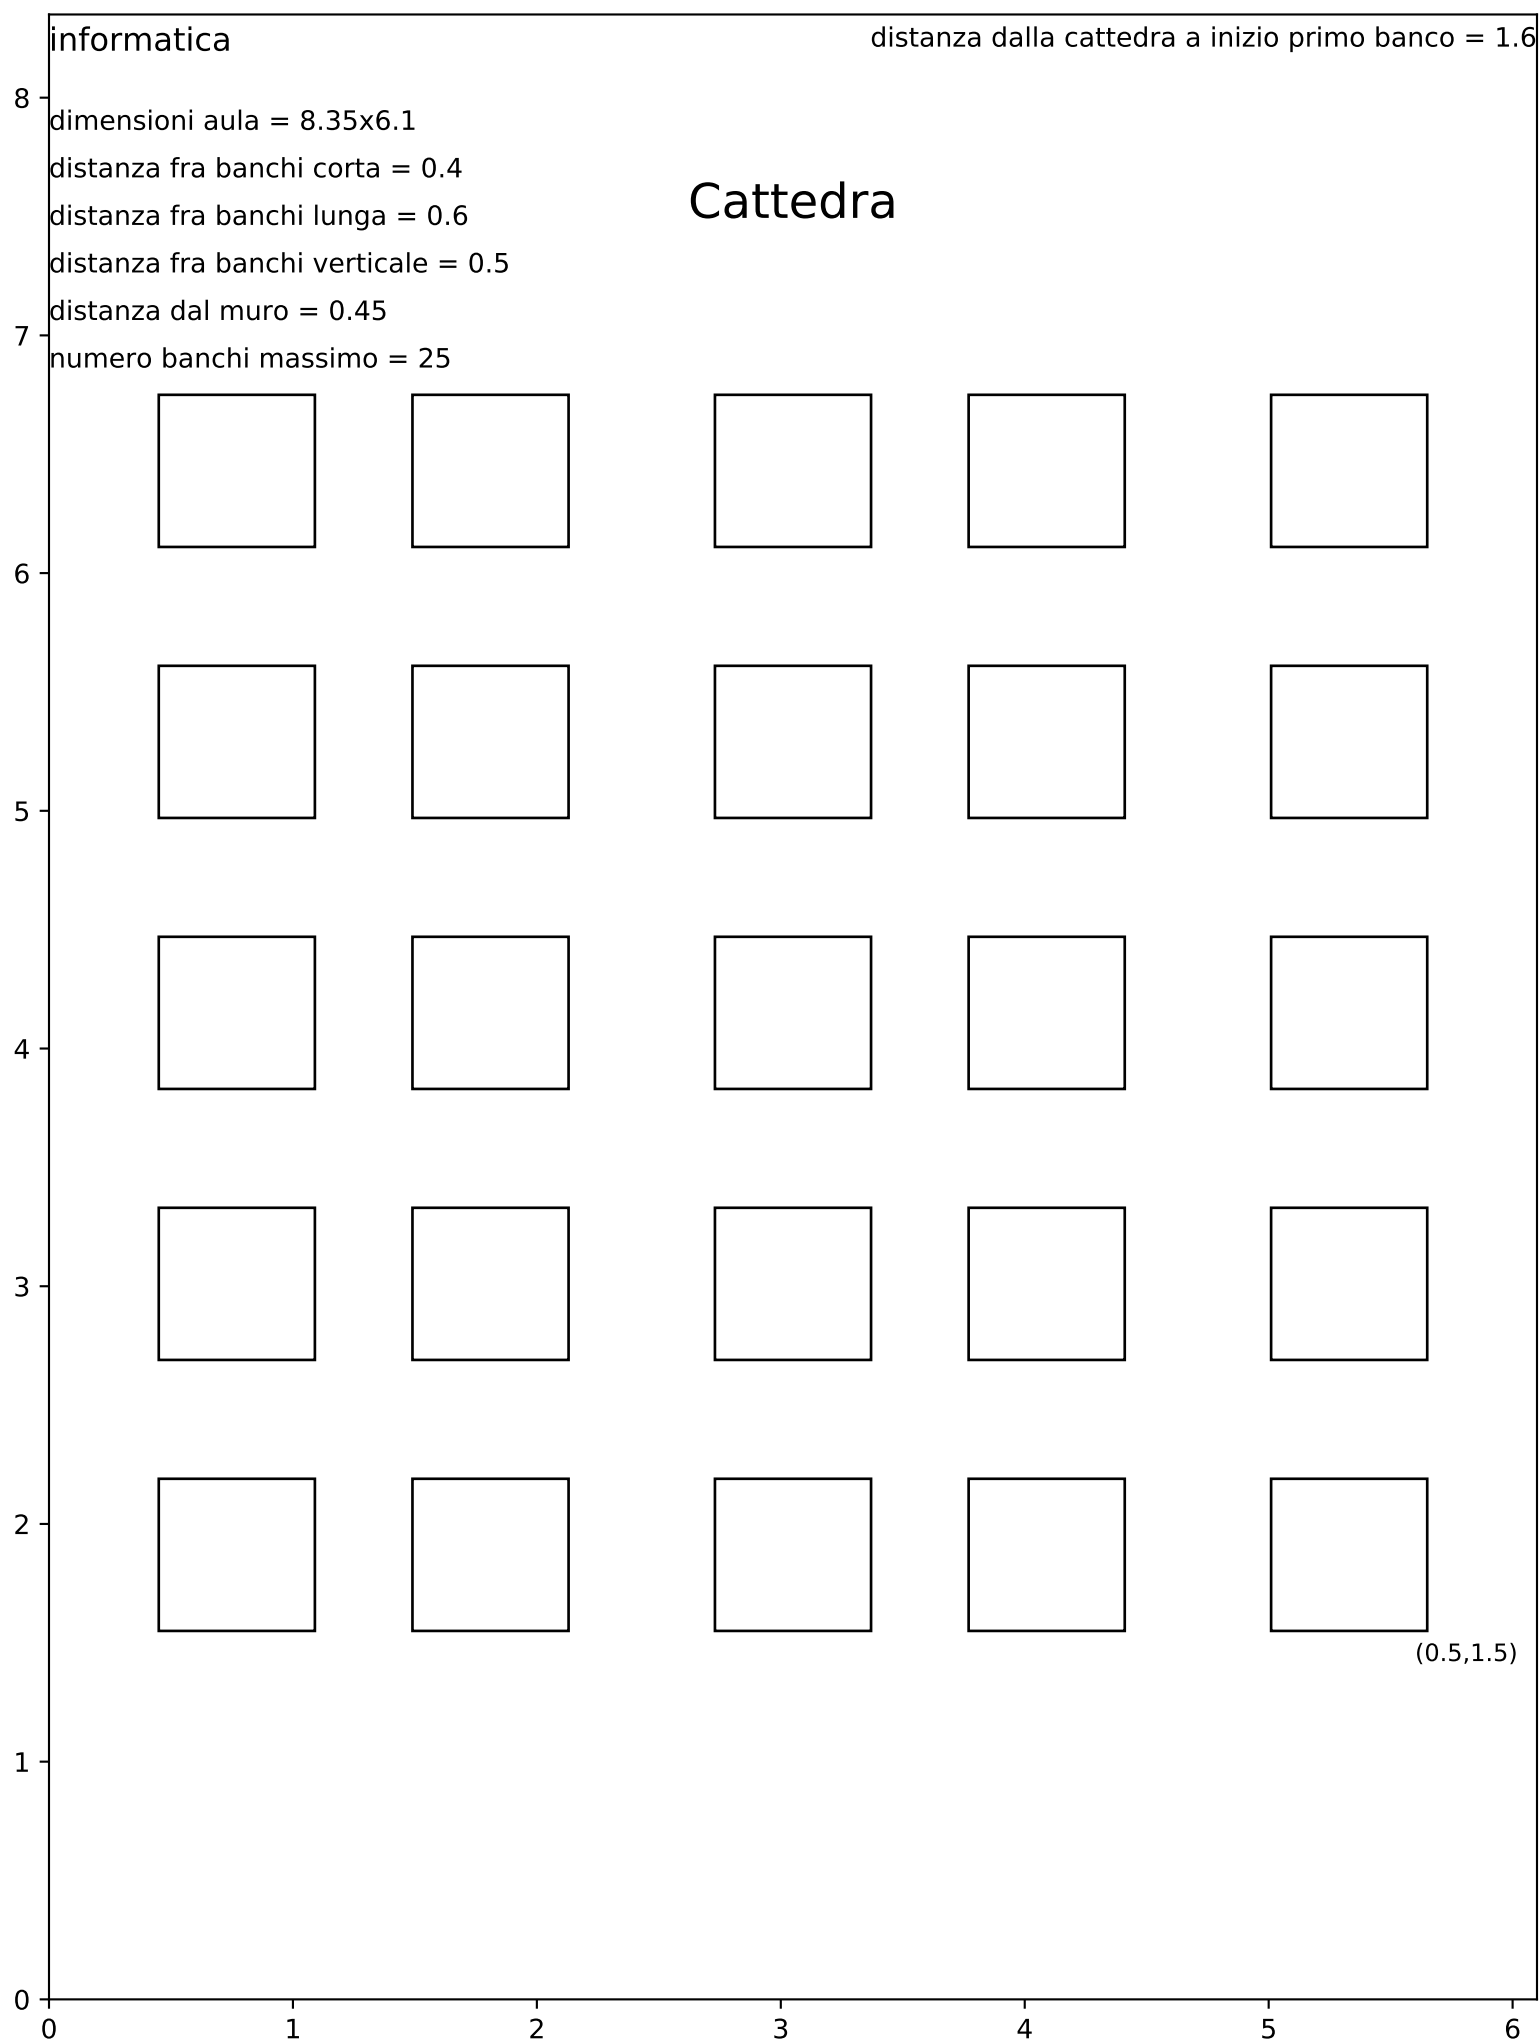 informatica
distanza dalla cattedra a inizio primo banco = 1.6
dimensioni aula = 8.35x6.1
distanza fra banchi corta = 0.4
distanza fra banchi lunga = 0.6
distanza fra banchi verticale = 0.5
distanza dal muro = 0.45
numero banchi massimo = 25
Cattedra
(0.5,1.5)
8
7
6
5
4
3
2
1
0
0 1 2 3 4 5 6